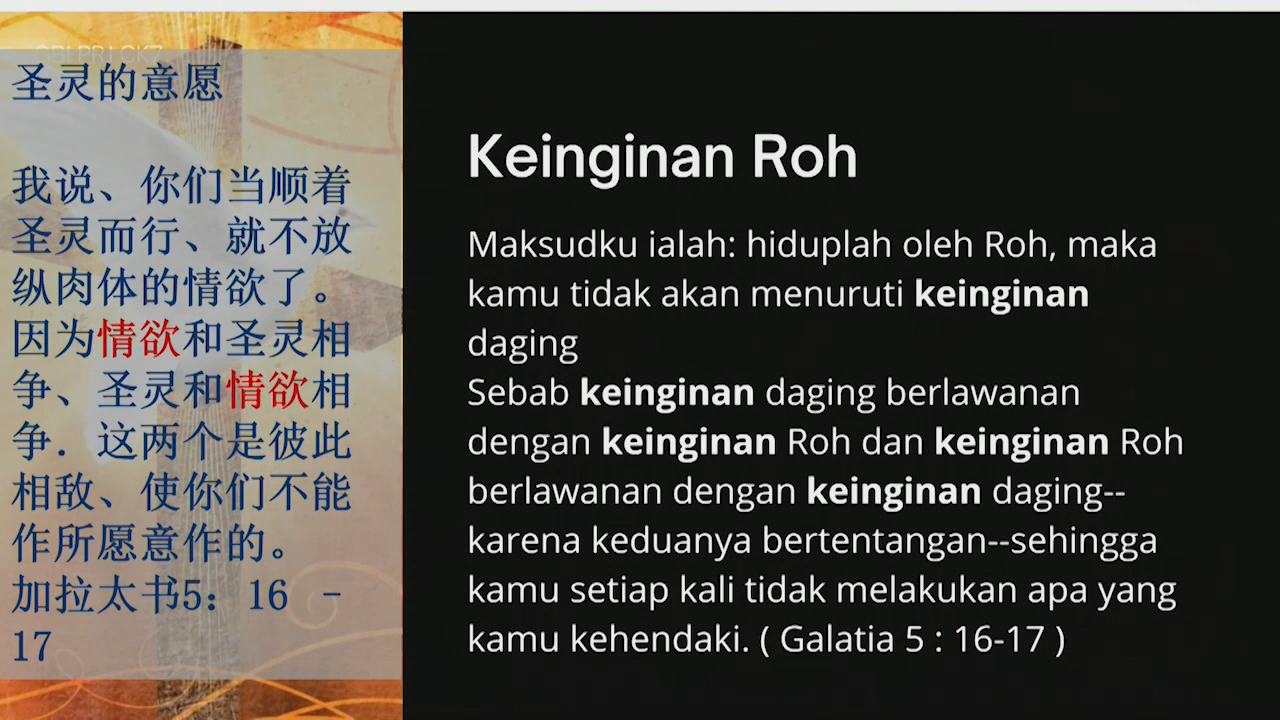 圣灵的意愿
我说、你们当顺着
圣灵而行、就不放
纵肉体的情欲了。
因为情欲和圣灵相
争、圣灵和情欲相
争．这两个是彼此
相敌、使你们不能
作所愿意作的。
加拉太书5：16 –
17
Keinginan Roh
Maksudku ialah: hiduplah oleh Roh, maka
kamu tidak akan menuruti keinginan
daging
Sebab keinginan daging berlawanan
dengan keinginan Roh dan keinginan Roh
berlawanan dengan keinginan daging--
karena keduanya bertentangan--sehingga
kamu setiap kali tidak melakukan apa yang
kamu kehendaki. ( Galatia 5 : 16-17 )